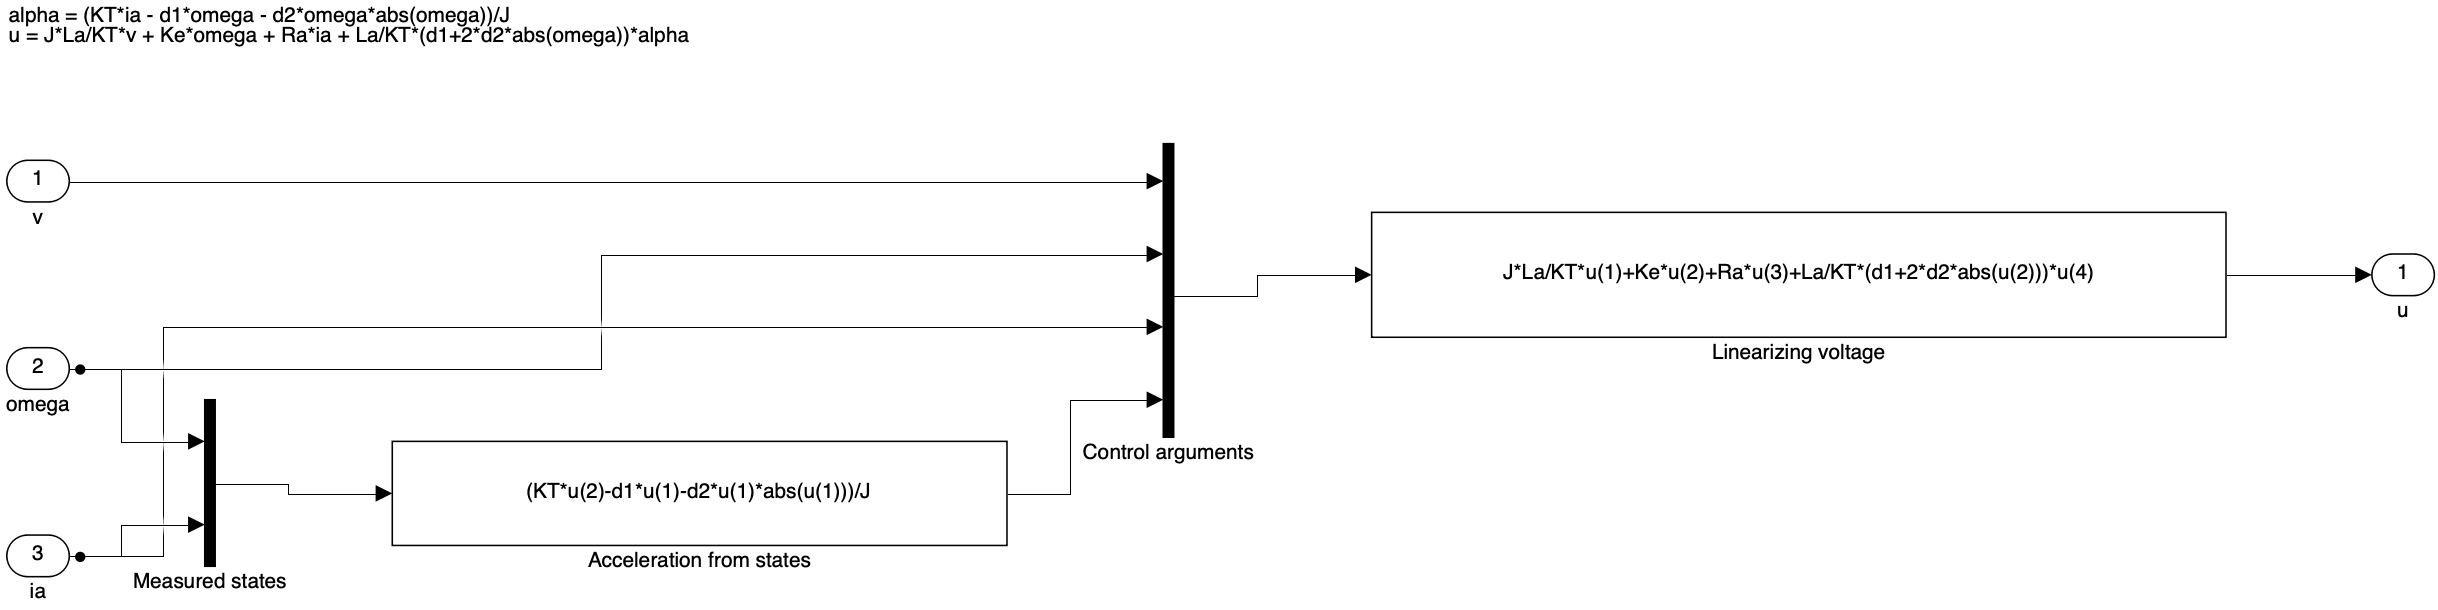 alpha = (KT*ia - d1*omega - d2*omega*abs(omega))/J
u = J*La/KT*v + Ke*omega + Ra*ia + La/KT*(d1+2*d2*abs(omega))*alpha
1
v
2
omega
3
ia
Measured states
(KT*u(2)-d1*u(1)-d2*u(1)*abs(u(1)))/J
Acceleration from states
Control arguments
J*La/KT*u(1)+Ke*u(2)+Ra*u(3)+La/KT*(d1+2*d2*abs(u(2)))*u(4)
Linearizing voltage
1
u